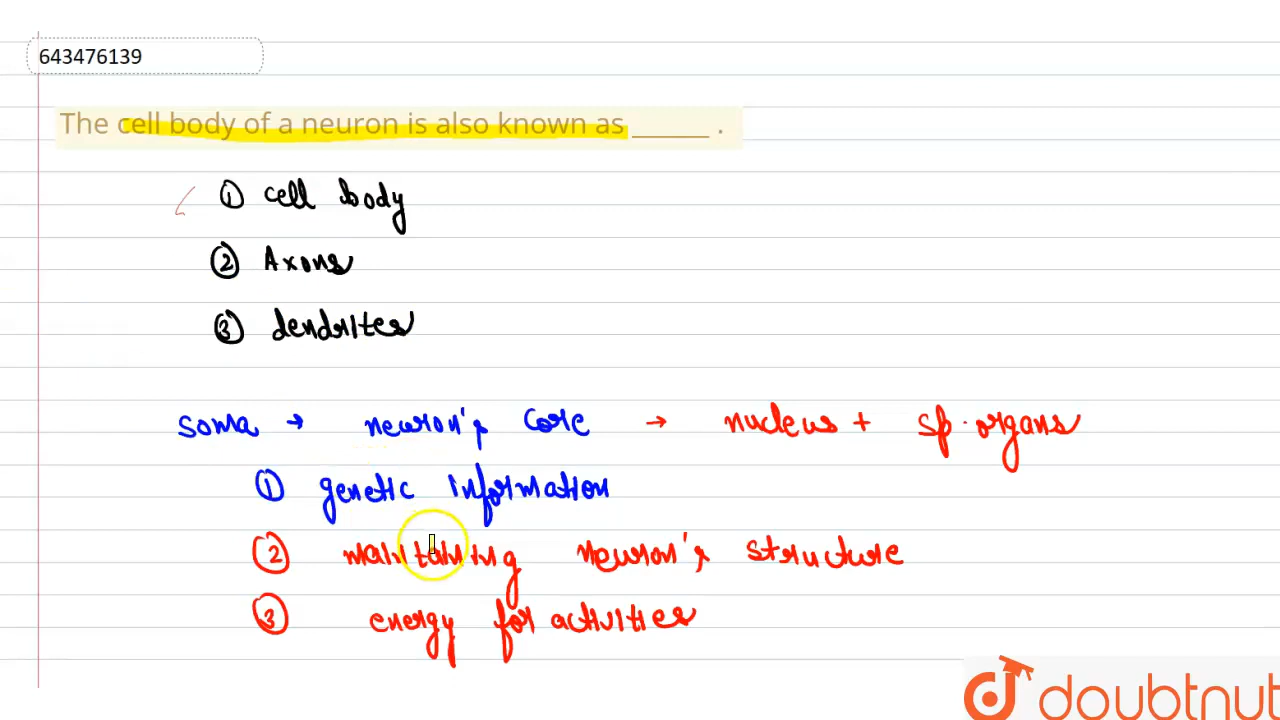 643476139
The cell body of a neuron is also known as ______ .
① cell body
② Axons
③ dendrites
soma → neuron's core → nucleus + sp. organs
① genetic information
② maintaining neuron's structure
③ energy for activities
doubtnut